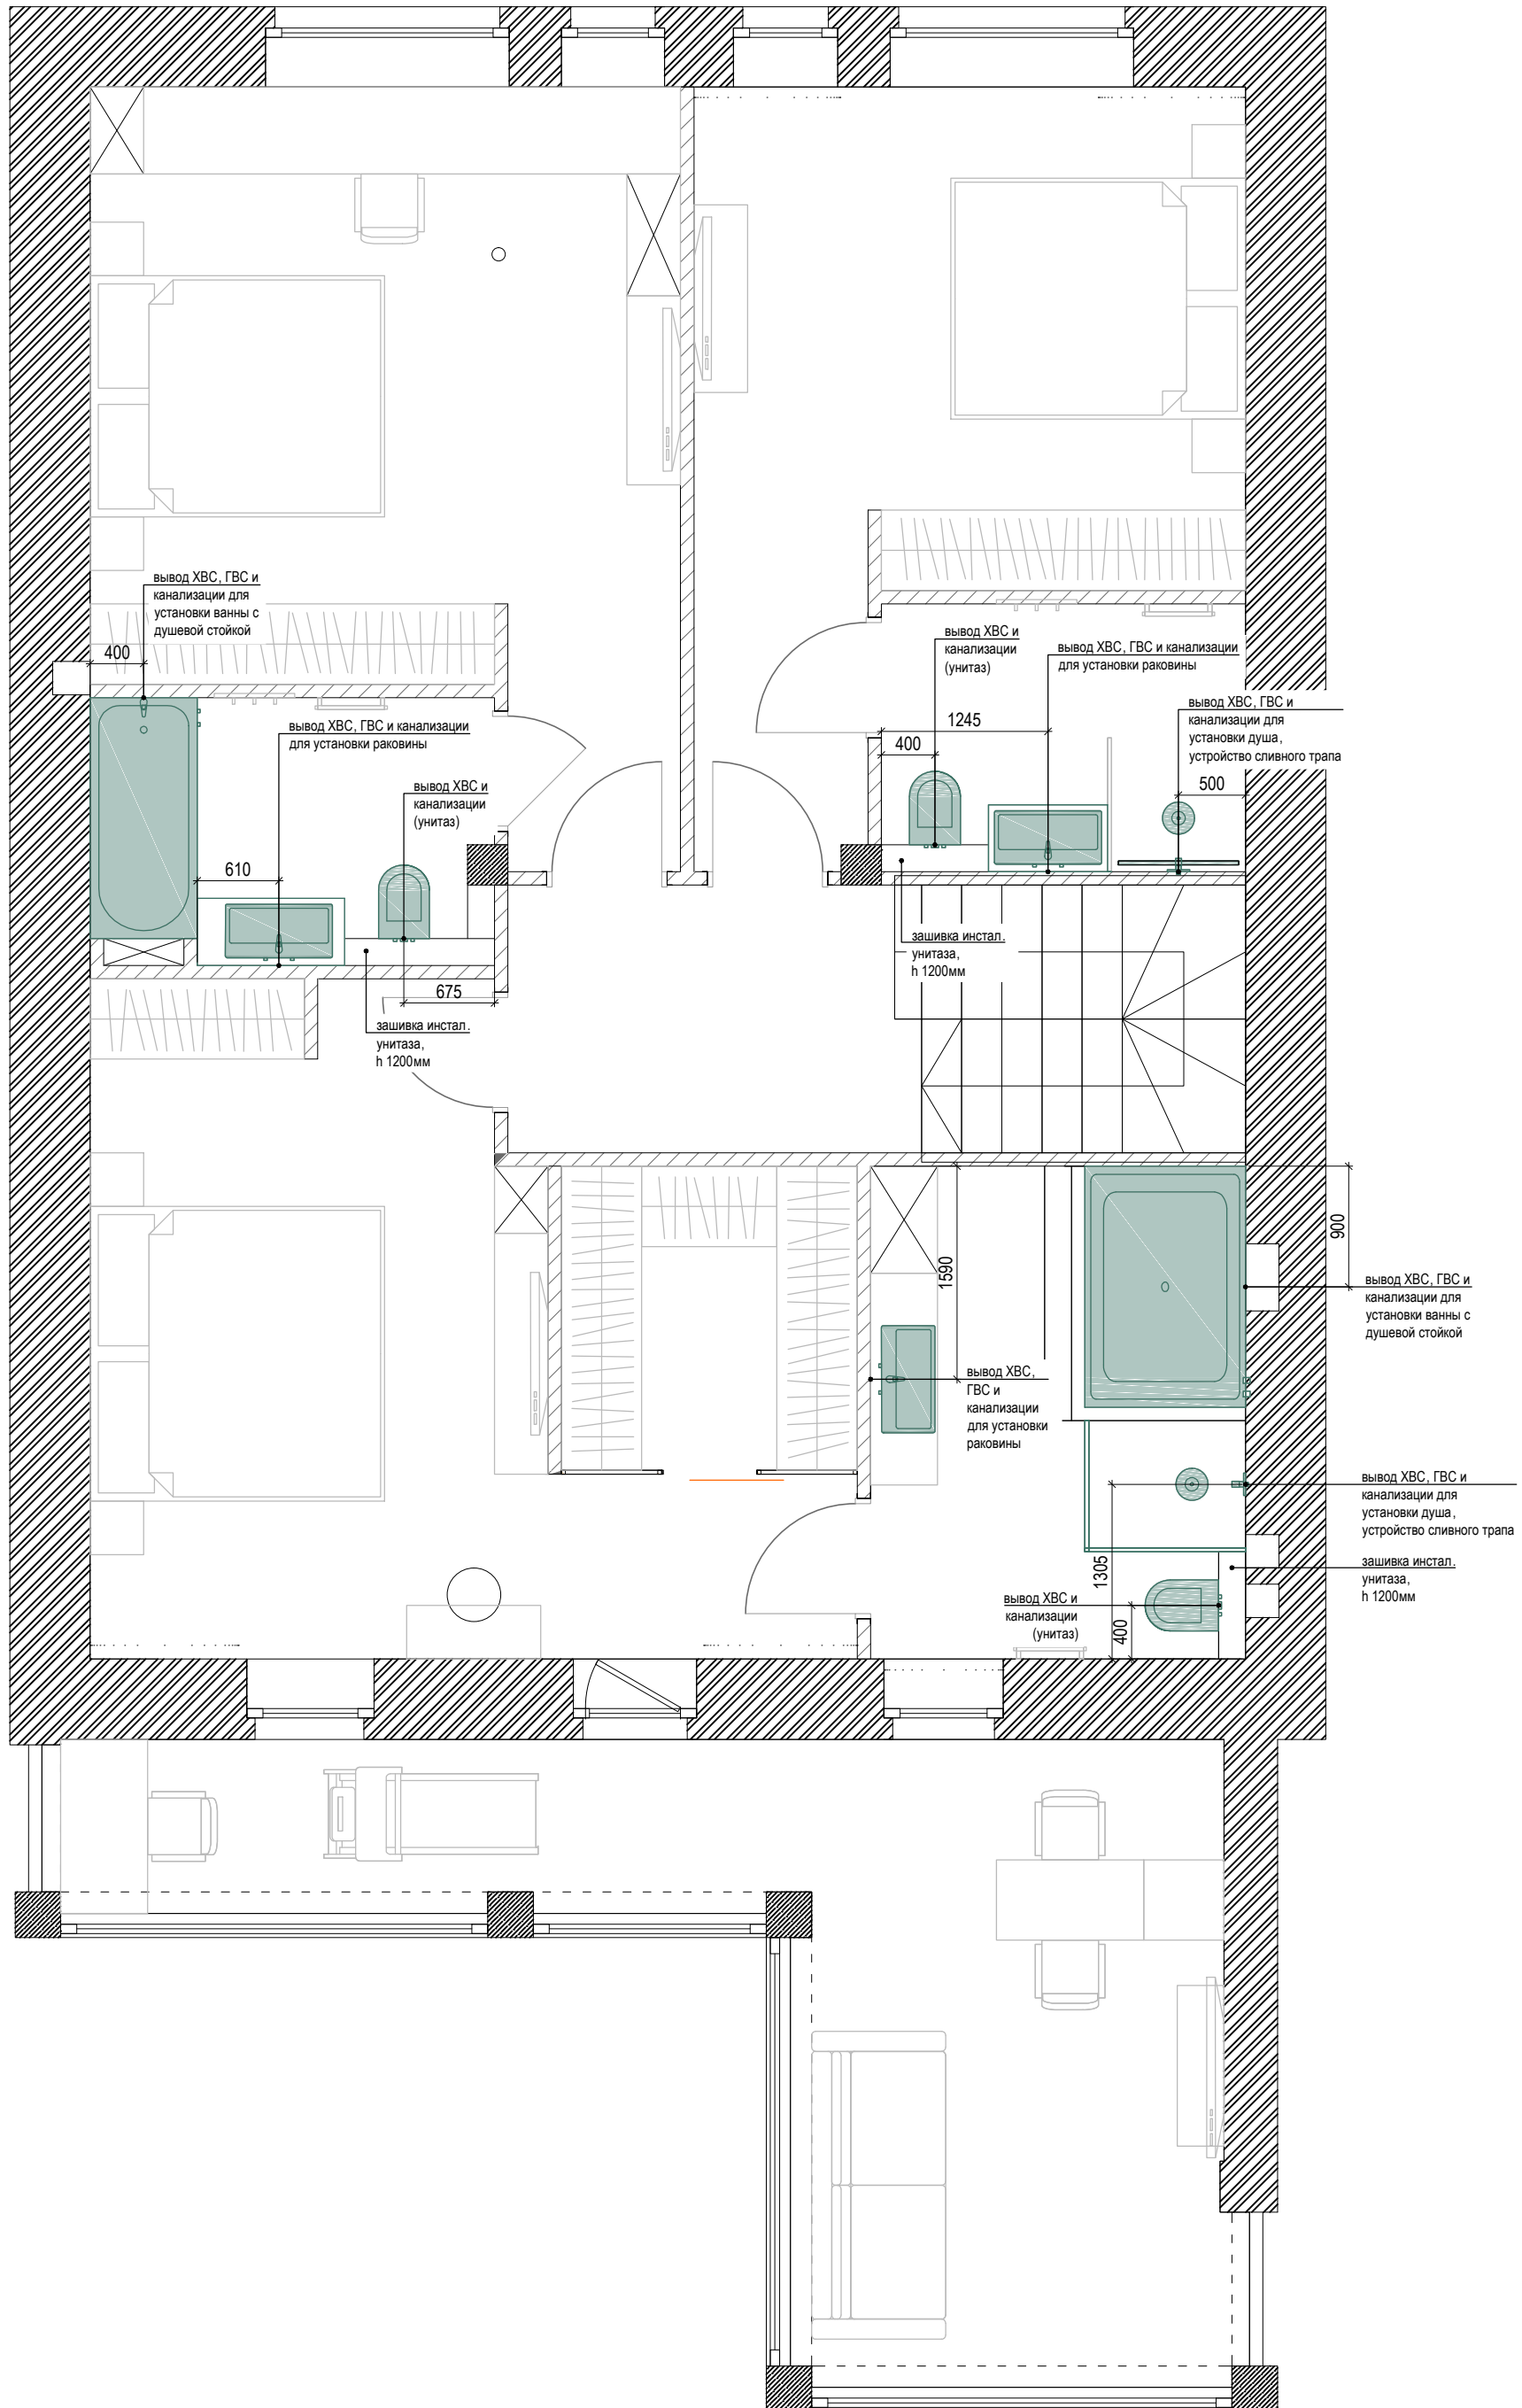 вывод ХВС, ГВС и
канализации для
установки ванны с
душевой стойкой
400
вывод ХВС, ГВС и канализации
для установки раковины
вывод ХВС и
канализации
(унитаз)
610
675
зашивка инстал.
унитаза,
h 1200мм
вывод ХВС и
канализации
(унитаз)
вывод ХВС, ГВС и канализации
для установки раковины
1245
400
вывод ХВС, ГВС и
канализации для
установки душа,
устройство сливного трапа
500
зашивка инстал.
унитаза,
h 1200мм
1590
900
вывод ХВС, ГВС и
канализации для
установки ванны с
душевой стойкой
вывод ХВС,
ГВС и
канализации
для установки
раковины
вывод ХВС, ГВС и
канализации для
установки душа,
устройство сливного трапа
зашивка инстал.
унитаза,
h 1200мм
1305
вывод ХВС и
канализации
(унитаз)
400